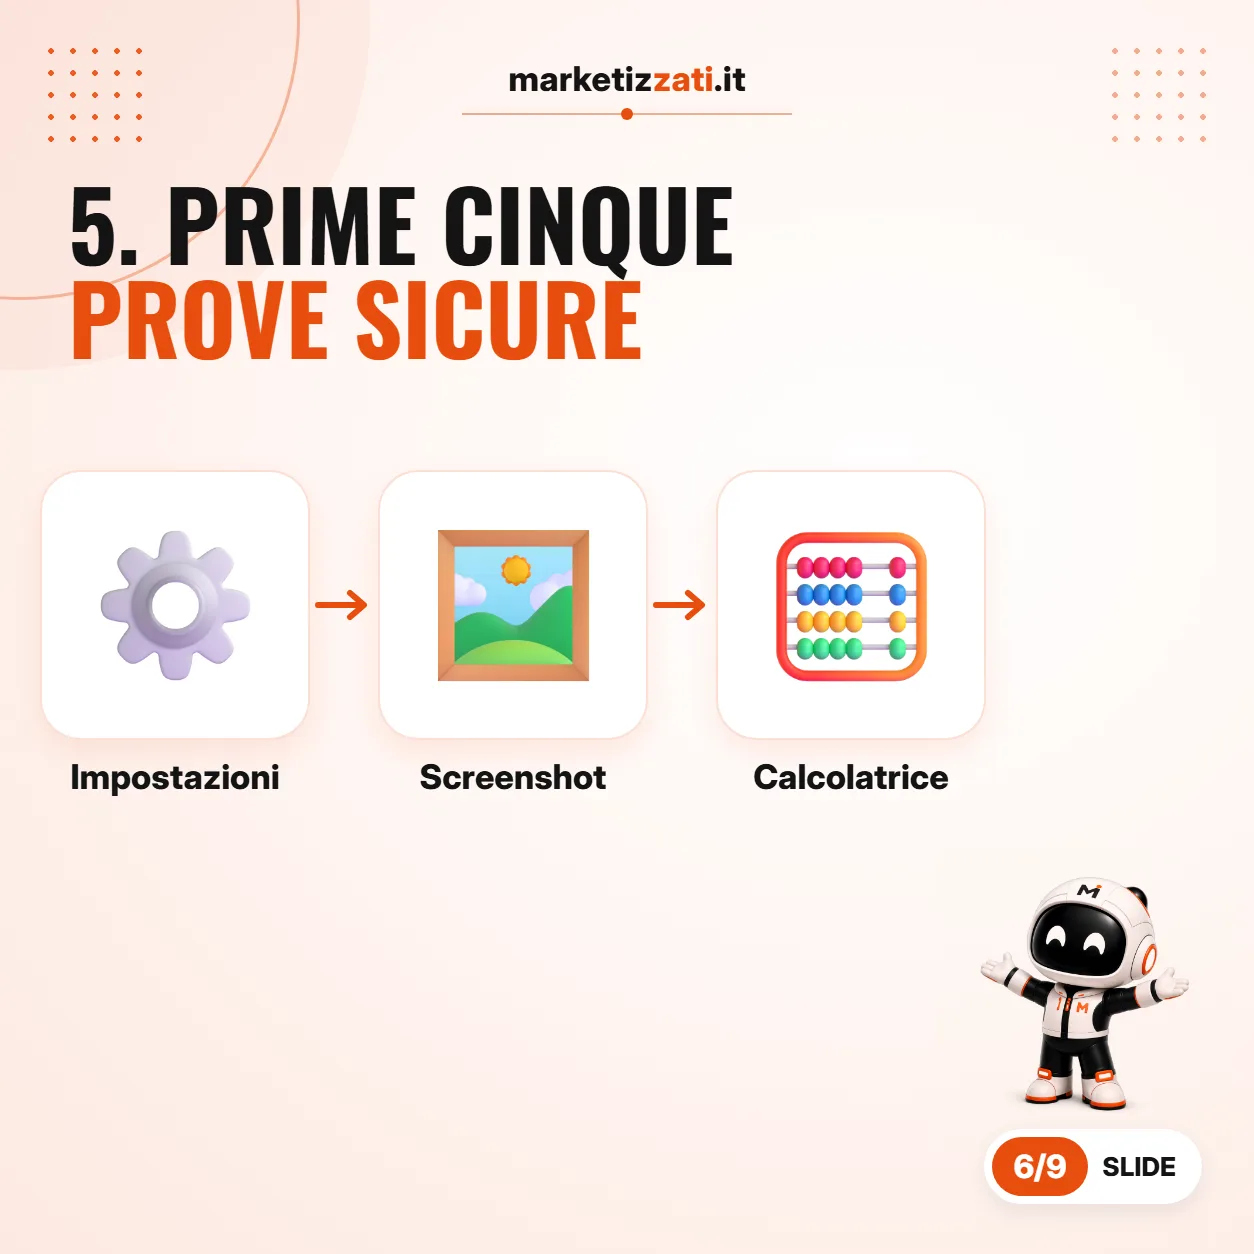 marketizzati.it
5. PRIME CINQUE
PROVE SICURE
Impostazioni
Screenshot
Calcolatrice
M
6/9 SLIDE